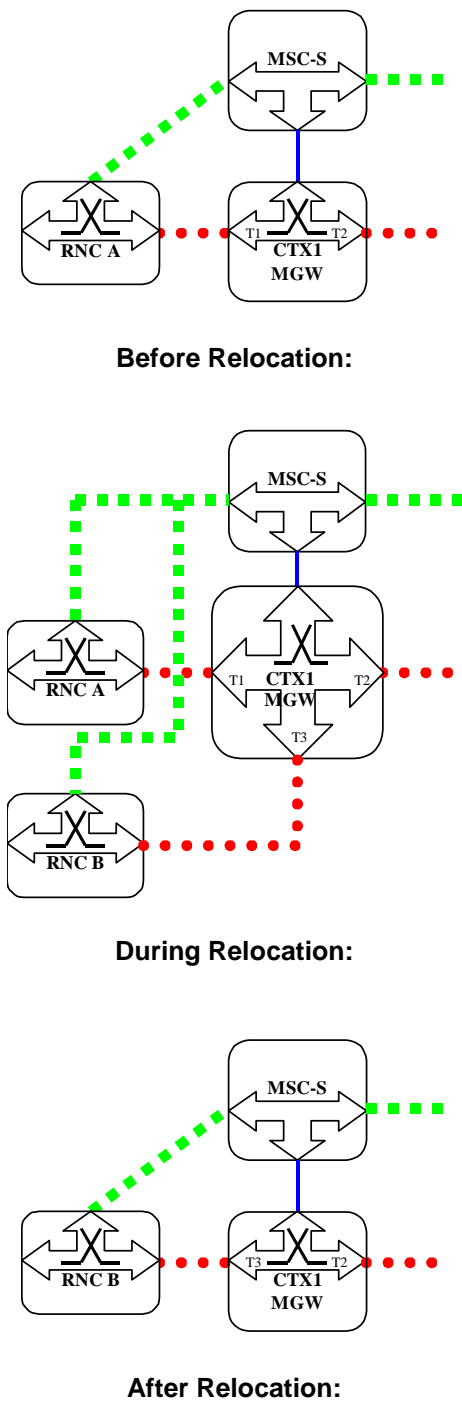 MSC-S
RNC A
T1
T2
CTX1
MGW
Before Relocation:
MSC-S
RNC A
T1
CTX1
T2
MGW
T3
RNC B
During Relocation:
MSC-S
RNC B
T3
T2
CTX1
MGW
After Relocation: